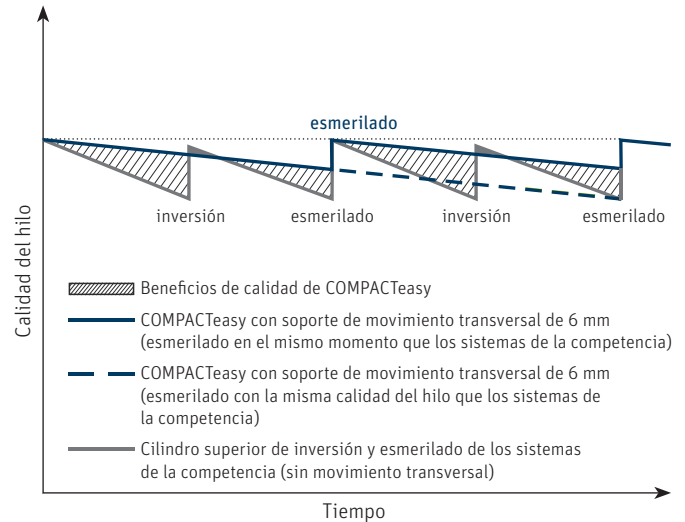 esmerilado
inversión
esmerilado
inversión
esmerilado
Calidad del hilo
Beneficios de calidad de COMPACTeasy
COMPACTeasy con soporte de movimiento transversal de 6 mm
(esmerilado en el mismo momento que los sistemas de la competencia)
COMPACTeasy con soporte de movimiento transversal de 6 mm
(esmerilado con la misma calidad del hilo que los sistemas de
la competencia)
Cilindro superior de inversión y esmerilado de los sistemas
de la competencia (sin movimiento transversal)
Tiempo